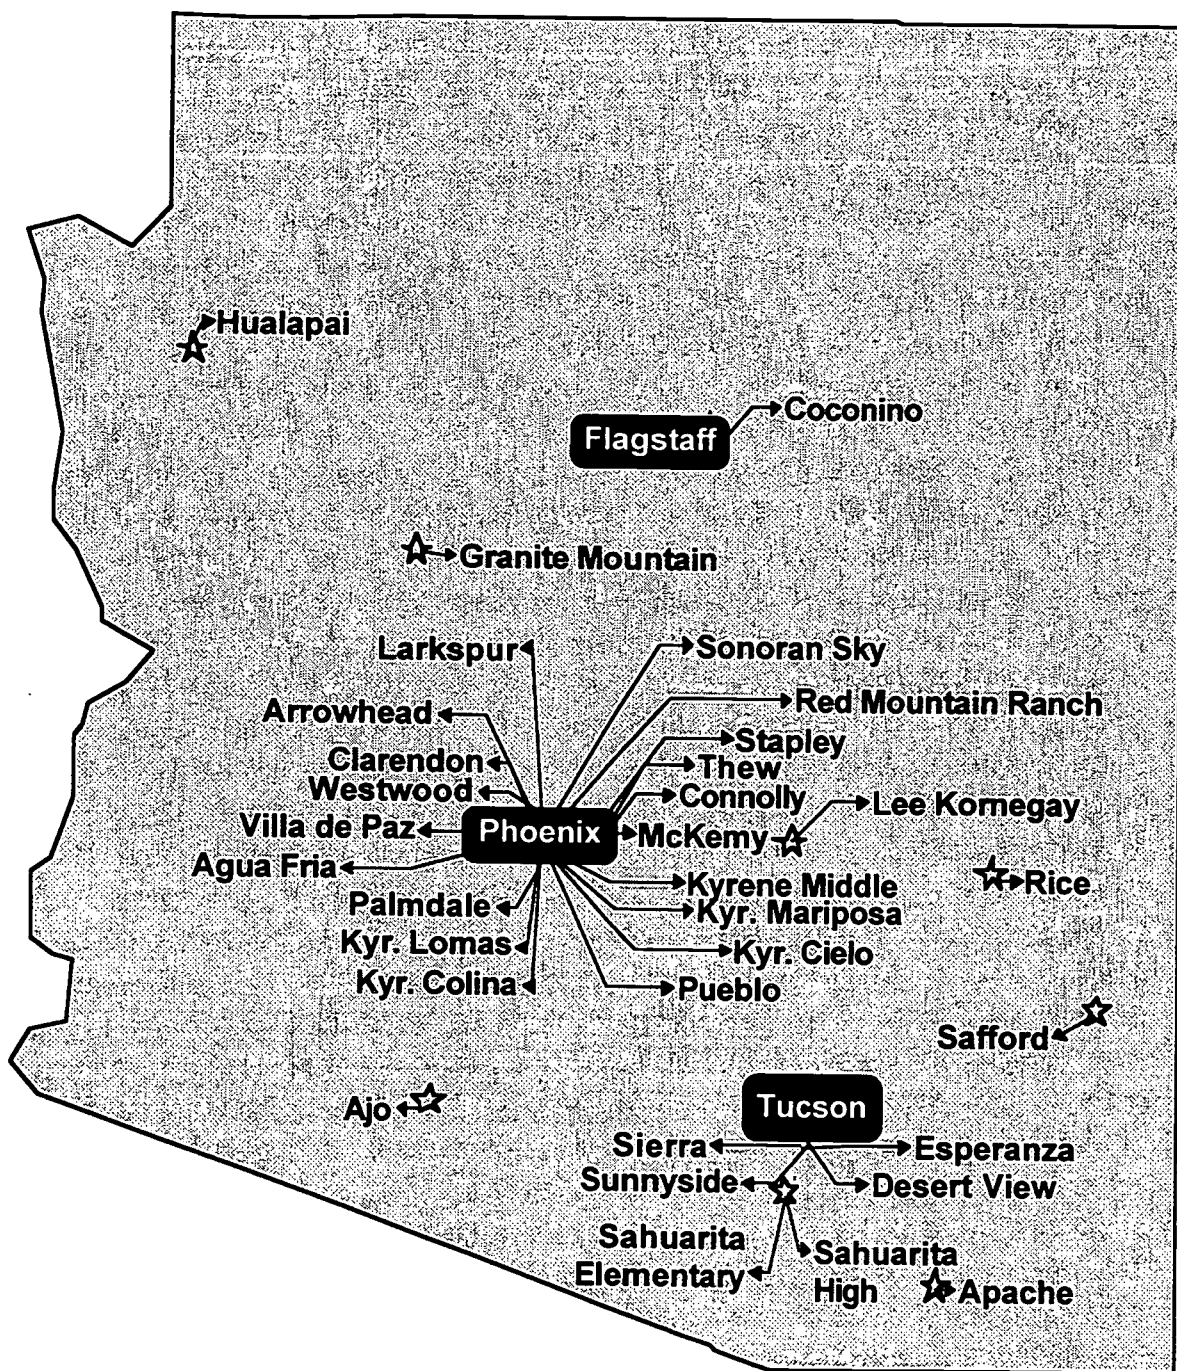 Hualapai
Coconino
Flagstaff
Granite Mountain
Larkspur
Sonoran Sky
Red Mountain Ranch
Arrowhead
Stapley
Clarendon
Thew
Westwood
Connolly
Lee Kornegay
Villa de Paz
Phoenix
McKemy
Agua Fria
Kyrene Middle
Rice
Palmdale
Kyr. Mariposa
Kyr. Lomas
Kyr. Cielo
Kyr. Colina
Pueblo
Safford
Ajo
Tucson
Sierra
Esperanza
Sunnyside
Desert View
Sahuarita
Elementary
Sahuarita
High
Apache